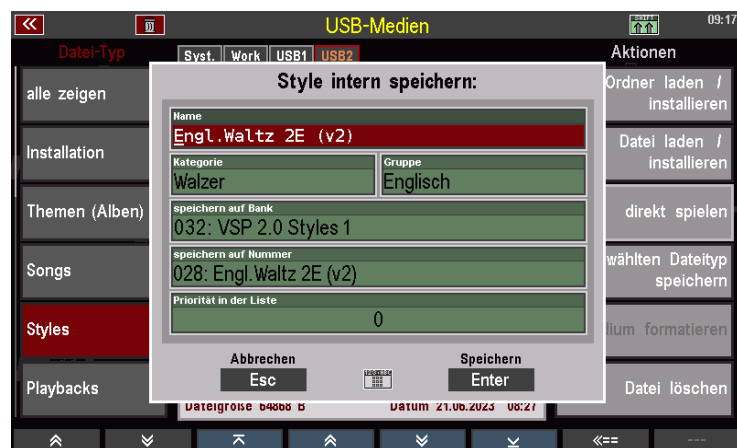 USB-Medien
SHIFT
09:17
Datei-Typ
Syst. Work USB1 USB2
Aktionen
Style intern speichern:
alle zeigen
Installation
Themen (Alben)
Songs
Styles
Playbacks
Name
Engl.Waltz 2E (v2)
Kategorie
Walzer
Gruppe
Englisch
speichern auf Bank
032: VSP 2.0 Styles 1
speichern auf Nummer
028: Engl.Waltz 2E (v2)
Priorität in der Liste
0
Abbrechen
Esc
Speichern
Enter
Ordner laden /
installieren
Datei laden /
installieren
direkt spielen
wählten Dateityp
speichern
dium formatieren
Datei löschen
Dateigröße 64868 B
Datum 21.06.2023 08:27
«==
---